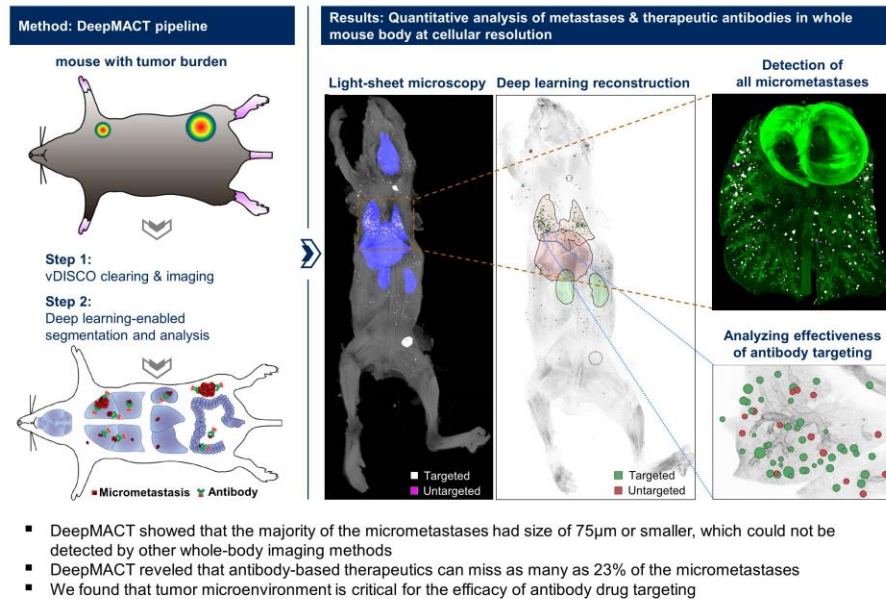 Method: DeepMACT pipeline
mouse with tumor burden
Step 1:
vDISCO clearing & imaging
Step 2:
Deep learning-enabled
segmentation and analysis
Micrometastasis
Antibody
Results: Quantitative analysis of metastases & therapeutic antibodies in whole
mouse body at cellular resolution
Light-sheet microscopy
Targeted
Untargeted
Deep learning reconstruction
Targeted
Untargeted
Detection of
all micrometastases
Analyzing effectiveness
of antibody targeting
▪ DeepMACT showed that the majority of the micrometastases had size of 75µm or smaller, which could not be
detected by other whole-body imaging methods
▪ DeepMACT reveled that antibody-based therapeutics can miss as many as 23% of the micrometastases
▪ We found that tumor microenvironment is critical for the efficacy of antibody drug targeting